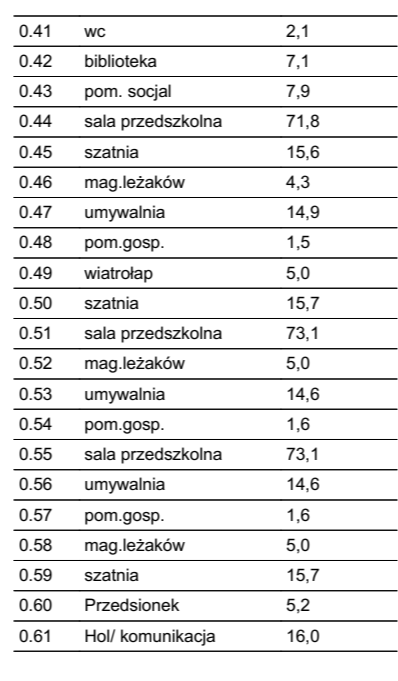 0.41 wc 2,1
0.42 biblioteka 7,1
0.43 pom. socjal 7,9
0.44 sala przedszkolna 71,8
0.45 szatnia 15,6
0.46 mag.leżaków 4,3
0.47 umywalnia 14,9
0.48 pom.gosp. 1,5
0.49 wiatrołap 5,0
0.50 szatnia 15,7
0.51 sala przedszkolna 73,1
0.52 mag.leżaków 5,0
0.53 umywalnia 14,6
0.54 pom.gosp. 1,6
0.55 sala przedszkolna 73,1
0.56 umywalnia 14,6
0.57 pom.gosp. 1,6
0.58 mag.leżaków 5,0
0.59 szatnia 15,7
0.60 Przedsionek 5,2
0.61 Hol/ komunikacja 16,0